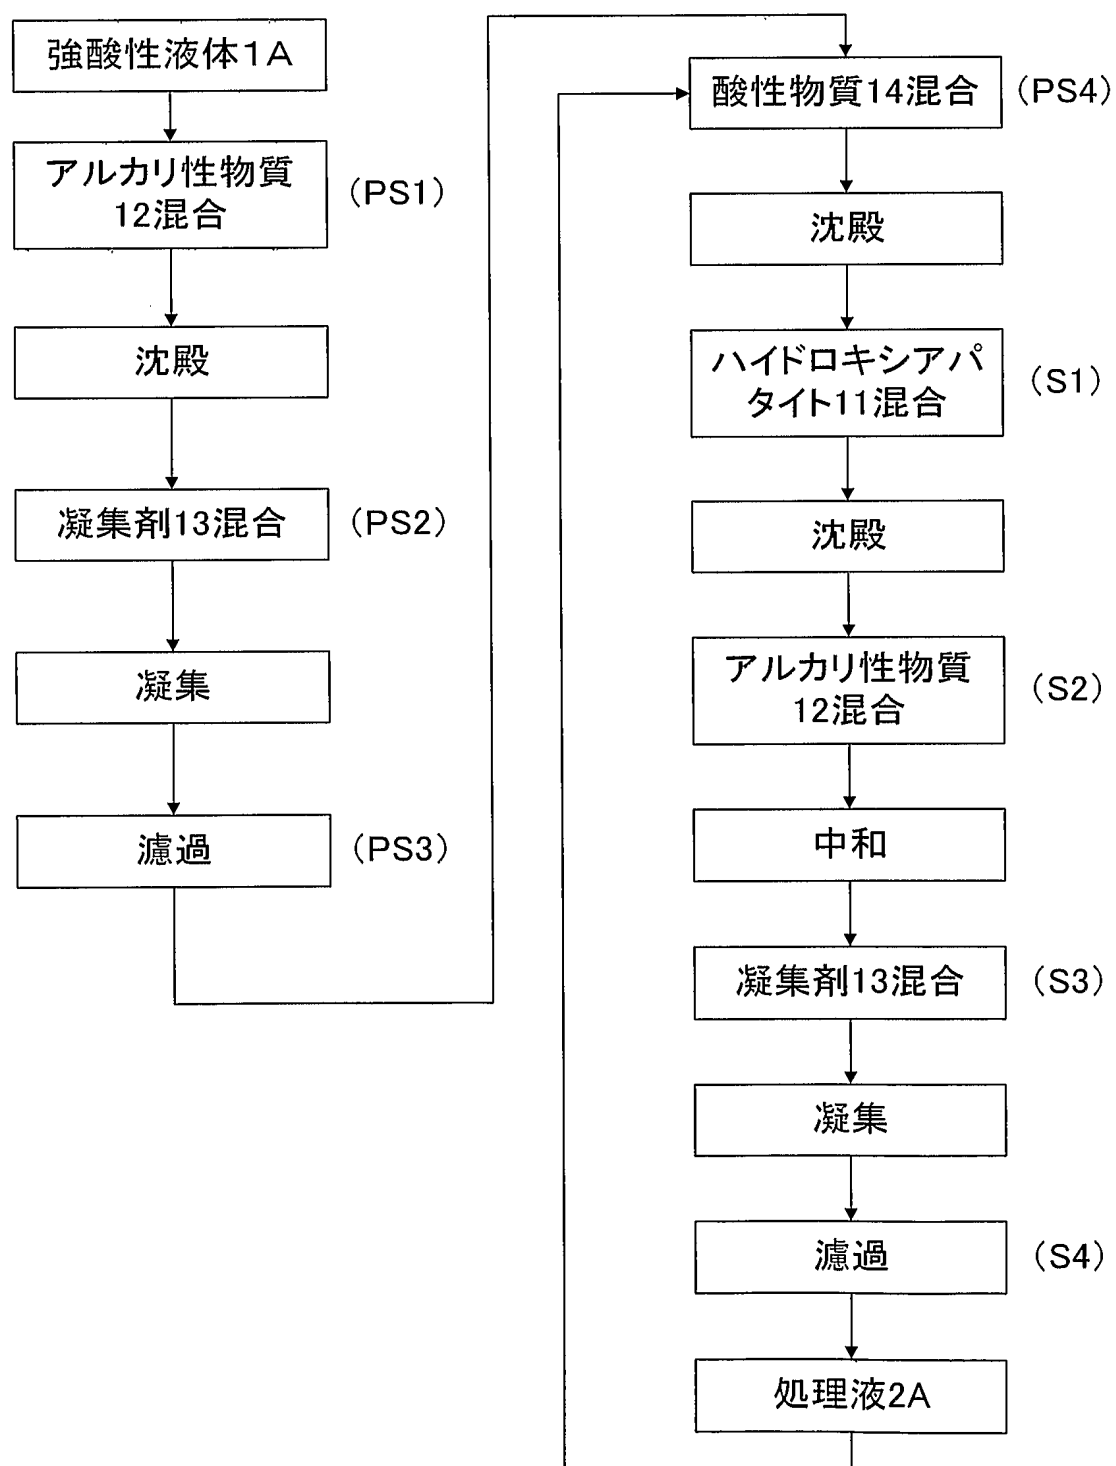 強酸性液体1A
アルカリ性物質
12混合
(PS1)
沈殿
凝集剤13混合
(PS2)
凝集
濾過
(PS3)
酸性物質14混合
(PS4)
沈殿
ハイドロキシアパ
タイト11混合
(S1)
沈殿
アルカリ性物質
12混合
(S2)
中和
凝集剤13混合
(S3)
凝集
濾過
(S4)
処理液2A